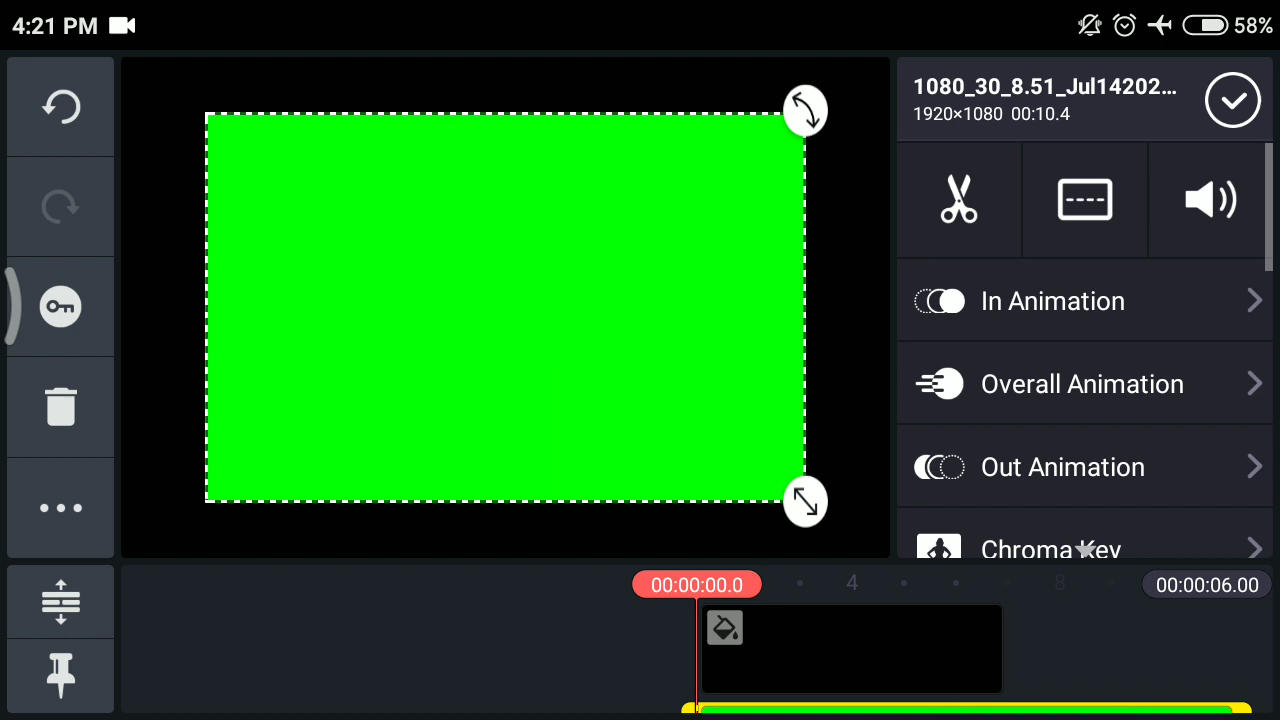 4:21 PM
58%
1080_30_8.51_Jul14202...
1920×1080 00:10.4
In Animation
Overall Animation
Out Animation
Chroma Key
00:00:00.0
4
8
00:00:06.00